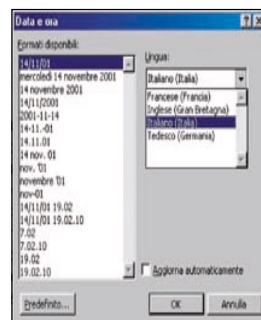 Data e ora
Formati disponibili:
14/11/01
mercoledì 14 novembre 2001
14 novembre 2001
14/11/2001
2001-11-14
14-11.-01
14.11.01
14 nov. 01
nov. '01
novembre '01
nov-01
14/11/01 19.02
14/11/01 19.02.10
7.02
7.02.10
19.02
19.02.10
Lingua:
Italiano (Italia)
Francese (Francia)
Inglese (Gran Bretagna)
Italiano (Italia)
Tedesco (Germania)
Aggiorna automaticamente
Predefinito...
OK
Annulla